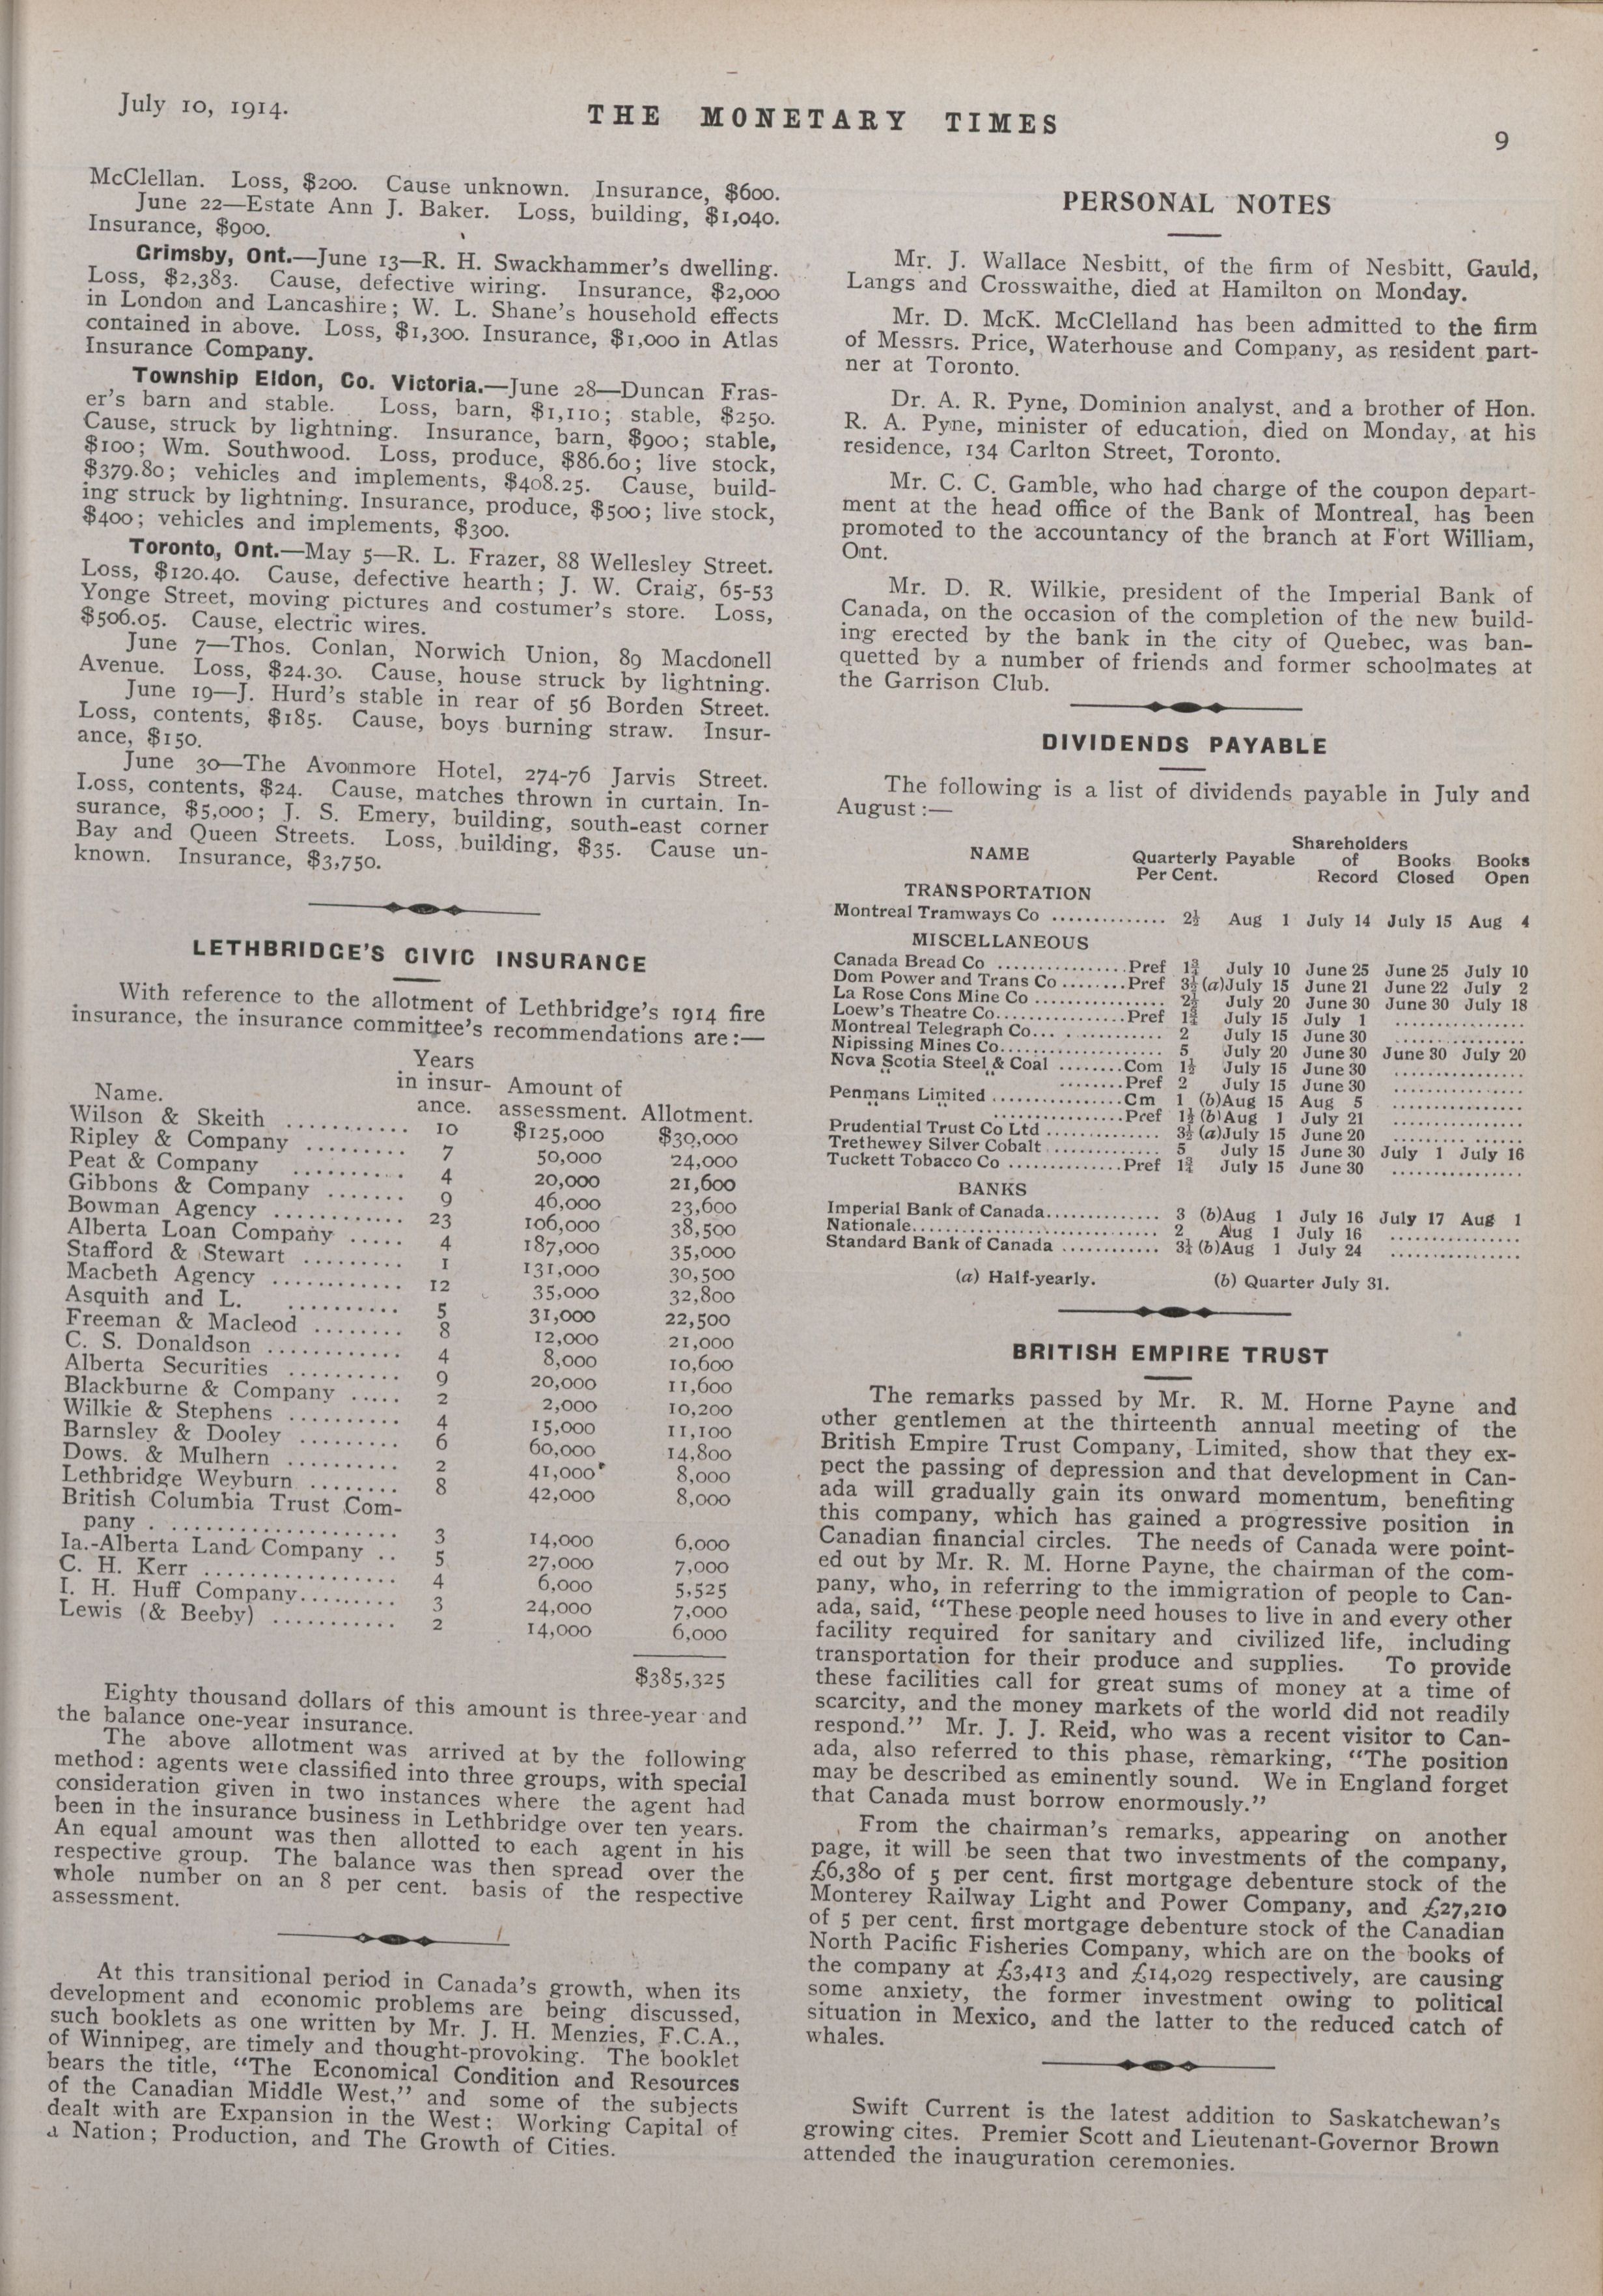 July 10, 1914.
THE MONETARY TIMES
9
McClellan. Loss, $200. Cause unknown. Insurance, $600.
June 22—Estate Ann J. Baker. Loss, building, $1,040.
Insurance, $900.
Grimsby, Ont.—June 13—R. H. Swackhammer's dwelling.
Loss, $2,383. Cause, defective wiring. Insurance, $2,000
in London and Lancashire; W. L. Shane's household effects
contained in above. Loss, $1,300. Insurance, $1,000 in Atlas
Insurance Company.
Township Eldon, Co. Victoria.—June 28—Duncan Fras-
er's barn and stable. Loss, barn, $1,110; stable, $250.
Cause, struck by lightning. Insurance, barn, $900; stable,
$100; Wm. Southwood. Loss, produce, $86.60; live stock,
$379.80; vehicles and implements, $408.25. Cause, build-
ing struck by lightning. Insurance, produce, $500; live stock,
$400; vehicles and implements, $300.
Toronto, Ont.—May 5—R. L. Frazer, 88 Wellesley Street.
Loss, $120.40. Cause, defective hearth; J. W. Craig, 65-53
Yonge Street, moving pictures and costumer's store. Loss,
$506.05. Cause, electric wires.
June 7—Thos. Conlan, Norwich Union, 89 Macdonell
Avenue. Loss, $24.30. Cause, house struck by lightning.
June 19—J. Hurd's stable in rear of 56 Borden Street.
Loss, contents, $185. Cause, boys burning straw. Insur-
ance, $150.
June 30—The Avonmore Hotel, 274-76 Jarvis Street.
Loss, contents, $24. Cause, matches thrown in curtain. In-
surance, $5,000; J. S. Emery, building, south-east corner
Bay and Queen Streets. Loss, building, $35. Cause un-
known. Insurance, $3,750.
LETHBRIDGE'S CIVIC INSURANCE
With reference to the allotment of Lethbridge's 1914 fire
insurance, the insurance committee's recommendations are:—
Years
in insur- Amount of
Name. ance. assessment. Allotment.
Wilson & Skeith ........... 10 $125,000 $30,000
Ripley & Company ......... 7 50,000 24,000
Peat & Company .......... 4 20,000 21,600
Gibbons & Company ....... 9 46,000 23,600
Bowman Agency ............ 23 106,000 38,500
Alberta Loan Company ..... 4 187,000 35,000
Stafford & Stewart ......... 1 131,000 30,500
Macbeth Agency ............ 12 35,000 32,800
Asquith and L. .......... 5 31,000 22,500
Freeman & Macleod ........ 8 12,000 21,000
C. S. Donaldson ............ 4 8,000 10,600
Alberta Securities .......... 9 20,000 11,600
Blackburne & Company ..... 2 2,000 10,200
Wilkie & Stephens .......... 4 15,000 11,100
Barnsley & Dooley ......... 6 60,000 14,800
Dows. & Mulhern .......... 2 41,000 8,000
Lethbridge Weyburn ........ 8 42,000 8,000
British Columbia Trust Com-
pany . ................... 3 14,000 6,000
Ia.-Alberta Land Company .. 5 27,000 7,000
C. H. Kerr ................ 4 6,000 5,525
I. H. Huff Company......... 3 24,000 7,000
Lewis (& Beeby) ........... 2 14,000 6,000
$385,325
Eighty thousand dollars of this amount is three-year and
the balance one-year insurance.
The above allotment was arrived at by the following
method: agents were classified into three groups, with special
consideration given in two instances where the agent had
been in the insurance business in Lethbridge over ten years.
An equal amount was then allotted to each agent in his
respective group. The balance was then spread over the
whole number on an 8 per cent. basis of the respective
assessment.
At this transitional period in Canada's growth, when its
development and economic problems are being discussed,
such booklets as one written by Mr. J. H. Menzies, F.C.A.,
of Winnipeg, are timely and thought-provoking. The booklet
bears the title, "The Economical Condition and Resources
of the Canadian Middle West," and some of the subjects
dealt with are Expansion in the West; Working Capital of
a Nation; Production, and The Growth of Cities.
PERSONAL NOTES
Mr. J. Wallace Nesbitt, of the firm of Nesbitt, Gauld,
Langs and Crosswaithe, died at Hamilton on Monday.
Mr. D. McK. McClelland has been admitted to the firm
of Messrs. Price, Waterhouse and Company, as resident part-
ner at Toronto.
Dr. A. R. Pyne, Dominion analyst, and a brother of Hon.
R. A. Pyne, minister of education, died on Monday, at his
residence, 134 Carlton Street, Toronto.
Mr. C. C. Gamble, who had charge of the coupon depart-
ment at the head office of the Bank of Montreal, has been
promoted to the accountancy of the branch at Fort William,
Ont.
Mr. D. R. Wilkie, president of the Imperial Bank of
Canada, on the occasion of the completion of the new build-
ing erected by the bank in the city of Quebec, was ban-
quetted by a number of friends and former schoolmates at
the Garrison Club.
DIVIDENDS PAYABLE
The following is a list of dividends payable in July and
August:—
Shareholders
NAME Quarterly Payable of Books Books
Per Cent. Record Closed Open
TRANSPORTATION
Montreal Tramways Co .............. 2½ Aug 1 July 14 July 15 Aug 4
MISCELLANEOUS
Canada Bread Co ................Pref 1¾ July 10 June 25 June 25 July 10
Dom Power and Trans Co ........Pref 3½ (a)July 15 June 21 June 22 July 2
La Rose Cons Mine Co ................ 2½ July 20 June 30 June 30 July 18
Loew's Theatre Co................Pref 1¾ July 15 July 1 ................
Montreal Telegraph Co... ............ 2 July 15 June 30 ................
Nipissing Mines Co.................... 5 July 20 June 30 June 30 July 20
Nova Scotia Steel & Coal ........Com 1½ July 15 June 30 ................
" " ........Pref 2 July 15 June 30 ................
Penmans Limited ................Cm 1 (b)Aug 15 Aug 5 ................
" ................Pref 1½ (b)Aug 1 July 21 ................
Prudential Trust Co Ltd .............. 3½ (a)July 15 June 20 ................
Trethewey Silver Cobalt ............. 5 July 15 June 30 July 1 July 16
Tuckett Tobacco Co ..............Pref 1¾ July 15 June 30 ................
BANKS
Imperial Bank of Canada.............. 3 (b)Aug 1 July 16 July 17 Aug 1
Nationale............................... 2 Aug 1 July 16 ................
Standard Bank of Canada ............ 3¼ (b)Aug 1 July 24 ................
(a) Half-yearly. (b) Quarter July 31.
BRITISH EMPIRE TRUST
The remarks passed by Mr. R. M. Horne Payne and
other gentlemen at the thirteenth annual meeting of the
British Empire Trust Company, Limited, show that they ex-
pect the passing of depression and that development in Can-
ada will gradually gain its onward momentum, benefiting
this company, which has gained a progressive position in
Canadian financial circles. The needs of Canada were point-
ed out by Mr. R. M. Horne Payne, the chairman of the com-
pany, who, in referring to the immigration of people to Can-
ada, said, "These people need houses to live in and every other
facility required for sanitary and civilized life, including
transportation for their produce and supplies. To provide
these facilities call for great sums of money at a time of
scarcity, and the money markets of the world did not readily
respond." Mr. J. J. Reid, who was a recent visitor to Can-
ada, also referred to this phase, remarking, "The position
may be described as eminently sound. We in England forget
that Canada must borrow enormously."
From the chairman's remarks, appearing on another
page, it will be seen that two investments of the company,
£6,380 of 5 per cent. first mortgage debenture stock of the
Monterey Railway Light and Power Company, and £27,210
of 5 per cent. first mortgage debenture stock of the Canadian
North Pacific Fisheries Company, which are on the books of
the company at £3,413 and £14,029 respectively, are causing
some anxiety, the former investment owing to political
situation in Mexico, and the latter to the reduced catch of
whales.
Swift Current is the latest addition to Saskatchewan's
growing cites. Premier Scott and Lieutenant-Governor Brown
attended the inauguration ceremonies.